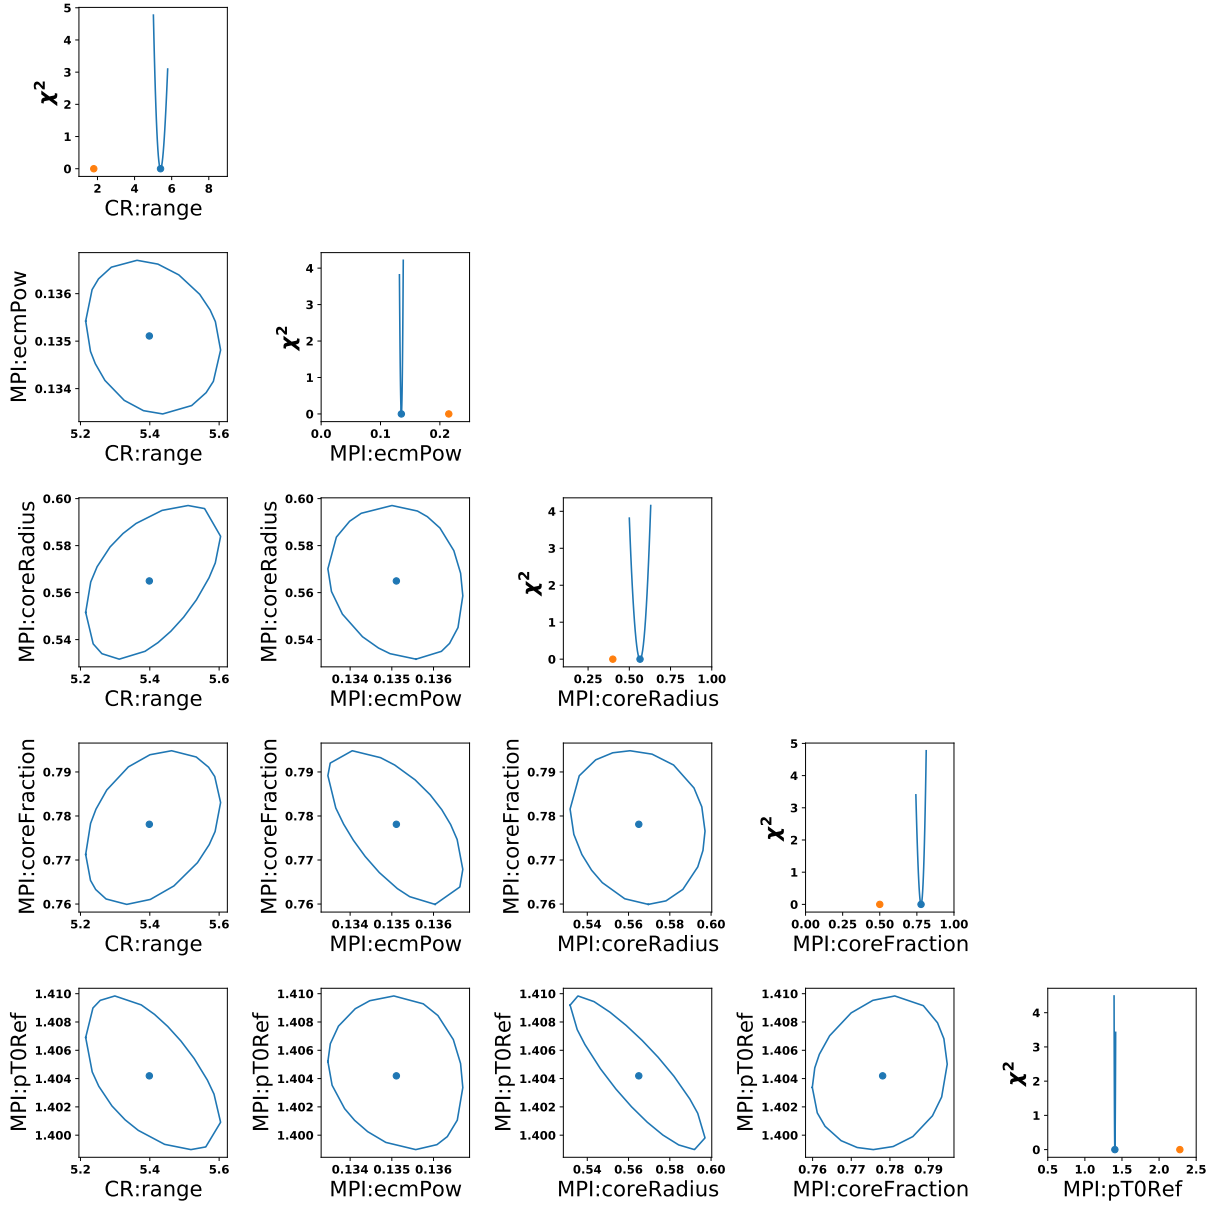 5
4
3
2
1
0
χ²
2 4 6 8
CR:range
0.136
0.135
0.134
MPI:ecmPow
5.2 5.4 5.6
CR:range
4
3
2
1
0
χ²
0.0 0.1 0.2
MPI:ecmPow
0.60
0.58
0.56
0.54
MPI:coreRadius
5.2 5.4 5.6
CR:range
0.60
0.58
0.56
0.54
MPI:coreRadius
0.134 0.135 0.136
MPI:ecmPow
4
3
2
1
0
χ²
0.25 0.50 0.75 1.00
MPI:coreRadius
0.79
0.78
0.77
0.76
MPI:coreFraction
5.2 5.4 5.6
CR:range
0.79
0.78
0.77
0.76
MPI:coreFraction
0.134 0.135 0.136
MPI:ecmPow
0.79
0.78
0.77
0.76
MPI:coreFraction
0.54 0.56 0.58 0.60
MPI:coreRadius
5
4
3
2
1
0
χ²
0.00 0.25 0.50 0.75 1.00
MPI:coreFraction
1.410
1.408
1.406
1.404
1.402
1.400
MPI:pT0Ref
5.2 5.4 5.6
CR:range
1.410
1.408
1.406
1.404
1.402
1.400
MPI:pT0Ref
0.134 0.135 0.136
MPI:ecmPow
1.410
1.408
1.406
1.404
1.402
1.400
MPI:pT0Ref
0.54 0.56 0.58 0.60
MPI:coreRadius
1.410
1.408
1.406
1.404
1.402
1.400
MPI:pT0Ref
0.76 0.77 0.78 0.79
MPI:coreFraction
4
3
2
1
0
χ²
0.5 1.0 1.5 2.0 2.5
MPI:pT0Ref